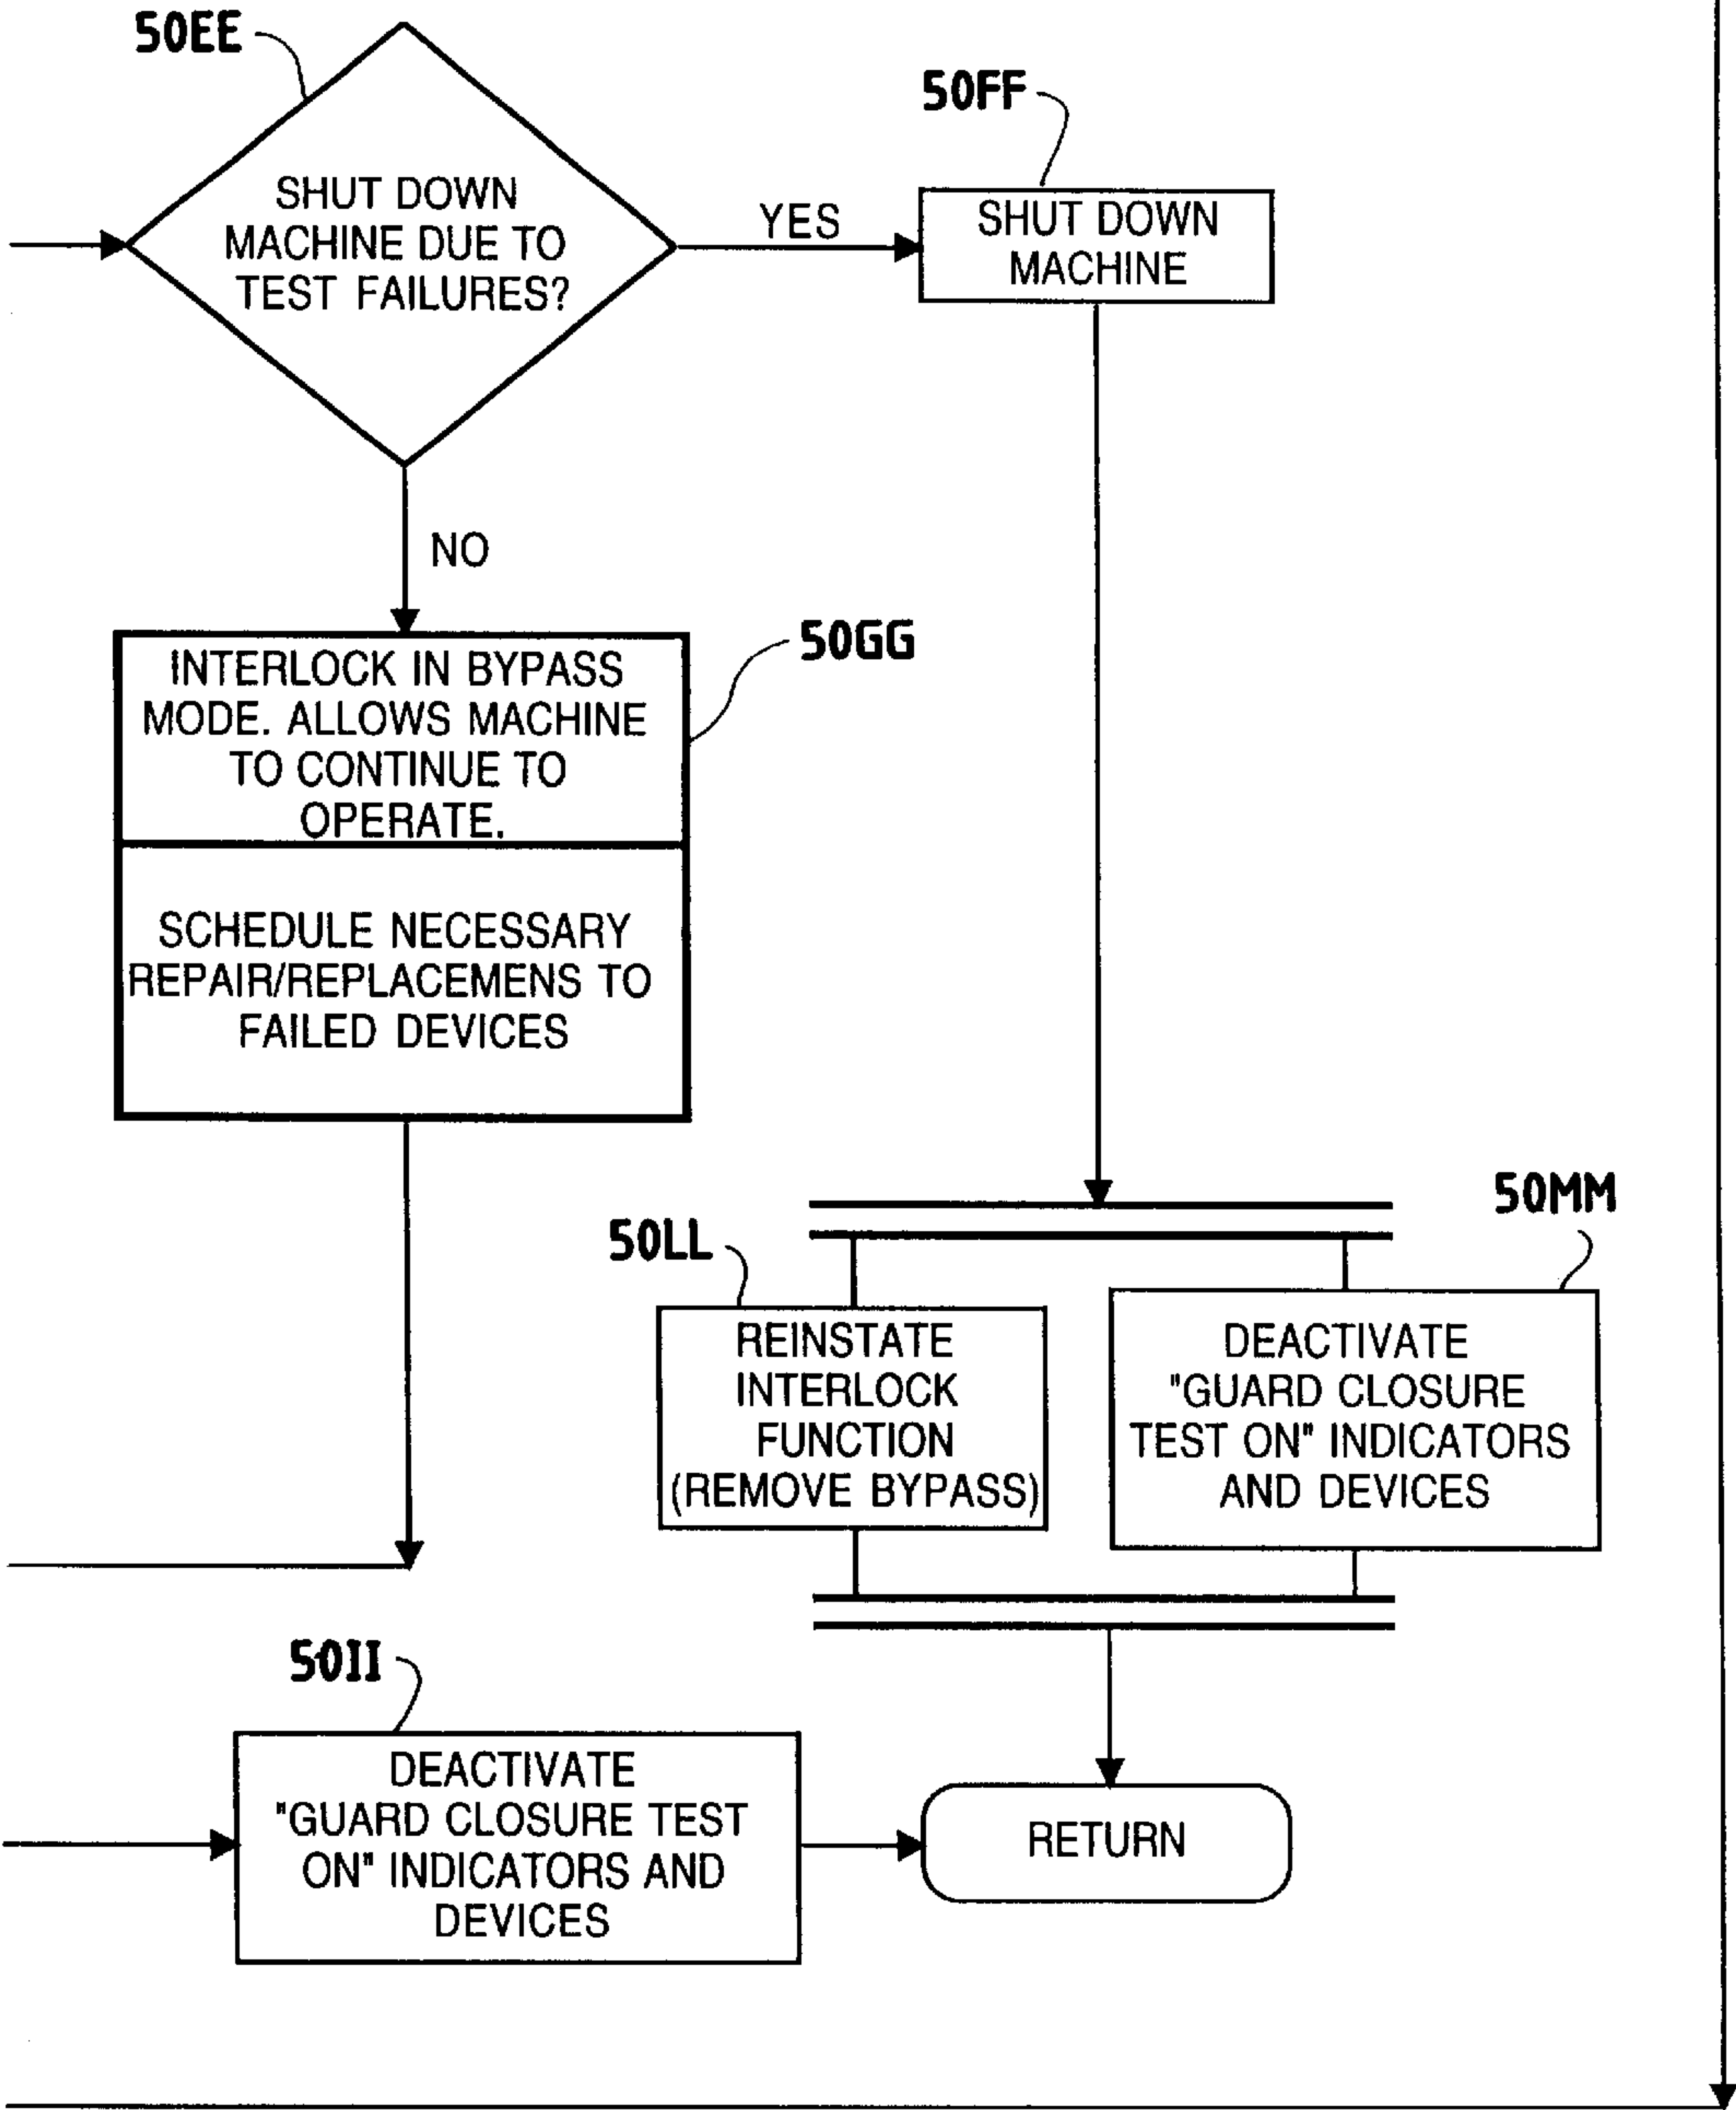 50EE
SHUT DOWN
MACHINE DUE TO
TEST FAILURES?
YES
50FF
SHUT DOWN
MACHINE
NO
50GG
INTERLOCK IN BYPASS
MODE. ALLOWS MACHINE
TO CONTINUE TO
OPERATE.
SCHEDULE NECESSARY
REPAIR/REPLACEMENS TO
FAILED DEVICES
50LL
REINSTATE
INTERLOCK
FUNCTION
(REMOVE BYPASS)
50MM
DEACTIVATE
"GUARD CLOSURE
TEST ON" INDICATORS
AND DEVICES
50II
DEACTIVATE
"GUARD CLOSURE TEST
ON" INDICATORS AND
DEVICES
RETURN